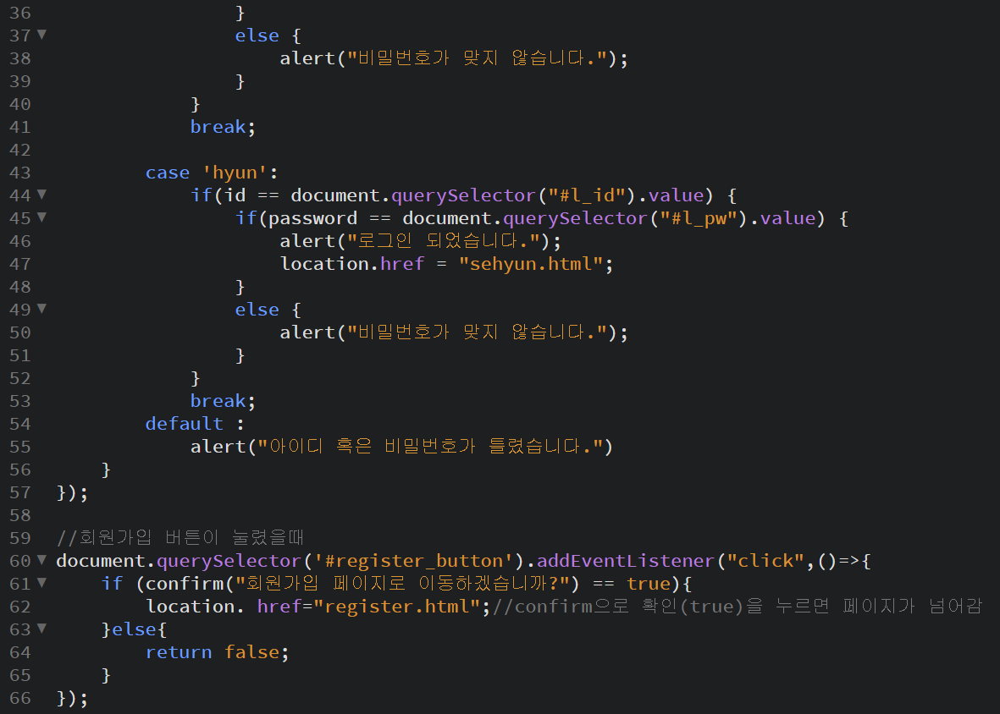 36                 }
37                 else {
38                     alert("비밀번호가 맞지 않습니다.");
39                 }
40             }
41             break;
42
43         case 'hyun':
44             if(id == document.querySelector("#l_id").value) {
45                 if(password == document.querySelector("#l_pw").value) {
46                     alert("로그인 되었습니다.");
47                     location.href = "sehyun.html";
48                 }
49                 else {
50                     alert("비밀번호가 맞지 않습니다.");
51                 }
52             }
53             break;
54         default :
55             alert("아이디 혹은 비밀번호가 틀렸습니다.")
56     }
57 });
58
59 //회원가입 버튼이 눌렸을때
60 document.querySelector('#register_button').addEventListener("click",()=>{
61     if (confirm("회원가입 페이지로 이동하겠습니까?") == true){
62         location. href="register.html";//confirm으로 확인(true)을 누르면 페이지가 넘어감
63     }else{
64         return false;
65     }
66 });